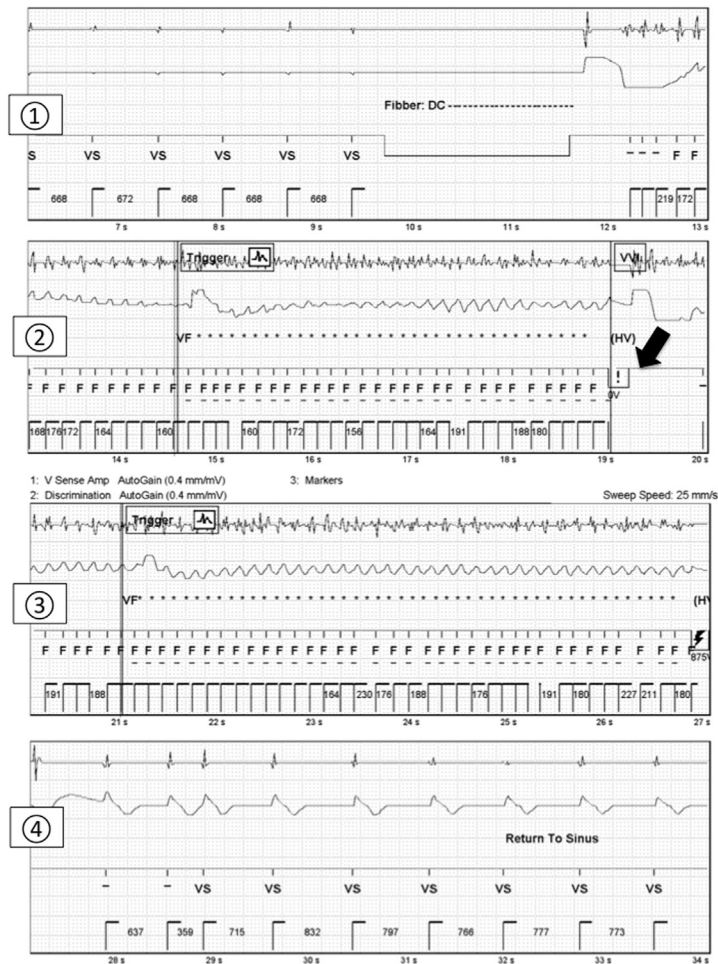 ①
Fibber: DC
S VS VS VS VS VS F F
668 672 668 668 668 219 172
7 s 8 s 9 s 10 s 11 s 12 s 13 s
②
Trigger VVI
VF * * * * * * * * * * * * * * * * * * * * * * * * * (HV)
!
F F F F F F F F F F F F F F F F F F F F F F F F F F F F F F F F F F F
0V
168 176 172 164 160 160 172 156 164 191 188 180
14 s 15 s 16 s 17 s 18 s 19 s 20 s
1: V Sense Amp AutoGain (0.4 mm/mV) 3: Markers
2: Discrimination AutoGain (0.4 mm/mV) Sweep Speed: 25 mm/s
③
Trigger
VF* * * * * * * * * * * * * * * * * * * * * * * * * * * * * (HV
F F F F F F F F F F F F F F F F F F F F F F F F F F F F F F F F F F F
875V
191 188 164 230 176 188 176 191 180 227 211 180
21 s 22 s 23 s 24 s 25 s 26 s 27 s
④
Return To Sinus
VS VS VS VS VS VS VS
637 359 715 832 797 766 777 773
28 s 29 s 30 s 31 s 32 s 33 s 34 s